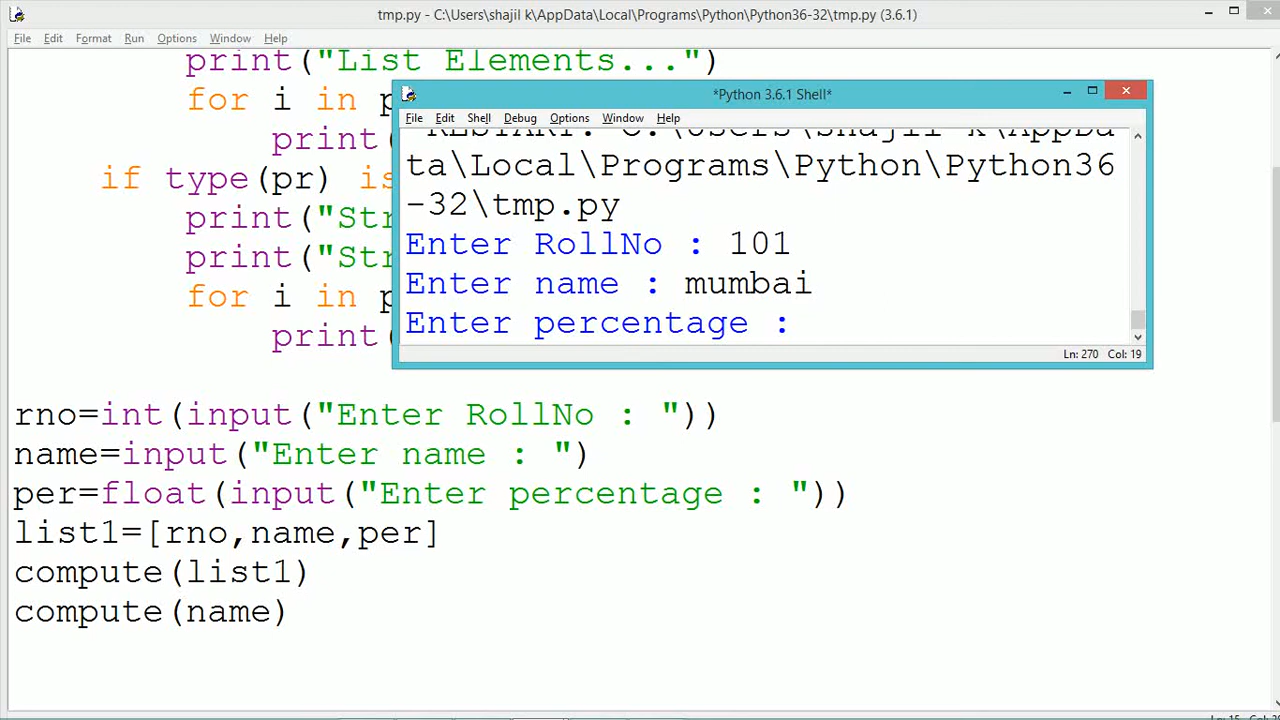 tmp.py - C:\Users\shajil k\AppData\Local\Programs\Python\Python36-32\tmp.py (3.6.1)
File Edit Format Run Options Window Help
print("List Elements...")
for i in p
print(
if type(pr) is
print("Str
print("Str
for i in p
print(
*Python 3.6.1 Shell*
File Edit Shell Debug Options Window Help
RESTART: C:\Users\shajil k\AppDa
ta\Local\Programs\Python\Python36
-32\tmp.py
Enter RollNo : 101
Enter name : mumbai
Enter percentage :
Ln: 270 Col: 19
rno=int(input("Enter RollNo : "))
name=input("Enter name : ")
per=float(input("Enter percentage : "))
list1=[rno,name,per]
compute(list1)
compute(name)